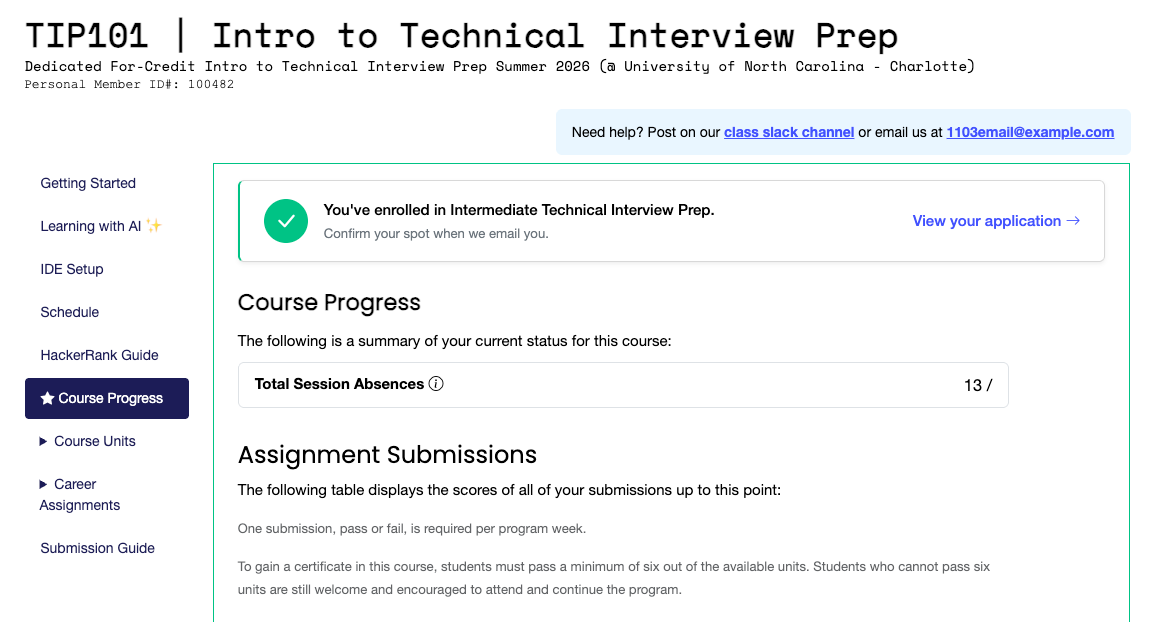 TIP101 | Intro to Technical Interview Prep
Dedicated For-Credit Intro to Technical Interview Prep Summer 2026 (@ University of North Carolina - Charlotte)
Personal Member ID#: 100482
Need help? Post on our class slack channel or email us at 1103email@example.com
Getting Started
Learning with AI ✨
IDE Setup
Schedule
HackerRank Guide
★ Course Progress
▶ Course Units
▶ Career
Assignments
Submission Guide
You've enrolled in Intermediate Technical Interview Prep.
Confirm your spot when we email you.
View your application →
Course Progress
The following is a summary of your current status for this course:
Total Session Absences ⓘ 13 /
Assignment Submissions
The following table displays the scores of all of your submissions up to this point:
One submission, pass or fail, is required per program week.
To gain a certificate in this course, students must pass a minimum of six out of the available units. Students who cannot pass six
units are still welcome and encouraged to attend and continue the program.